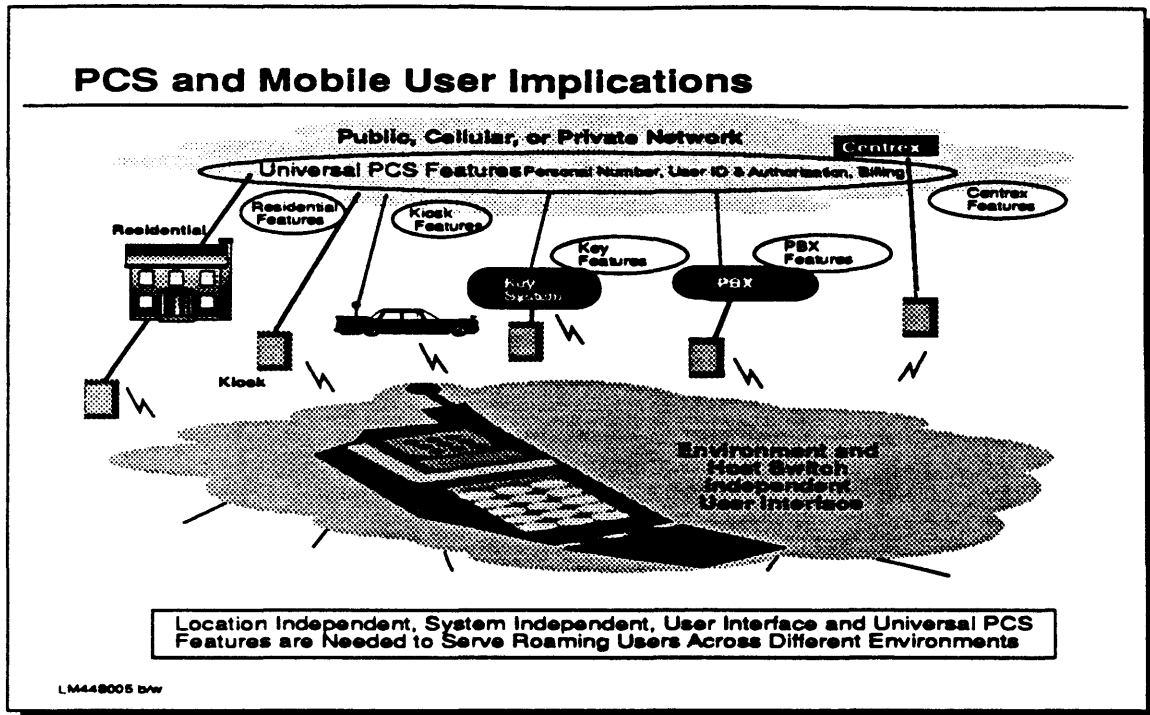 PCS and Mobile User Implications
Public, Cellular, or Private Network
Centrex
Universal PCS Features Personal Number, User ID & Authorization, Billing
Residential
Features
Kiosk
Features
Centrex
Features
Residential
Key
Features
PBX
Features
Key
System
PBX
Kiosk
Environment and
Host Switch
Independent
User Interface
Location Independent, System Independent, User Interface and Universal PCS
Features are Needed to Serve Roaming Users Across Different Environments
LM448005 b/w